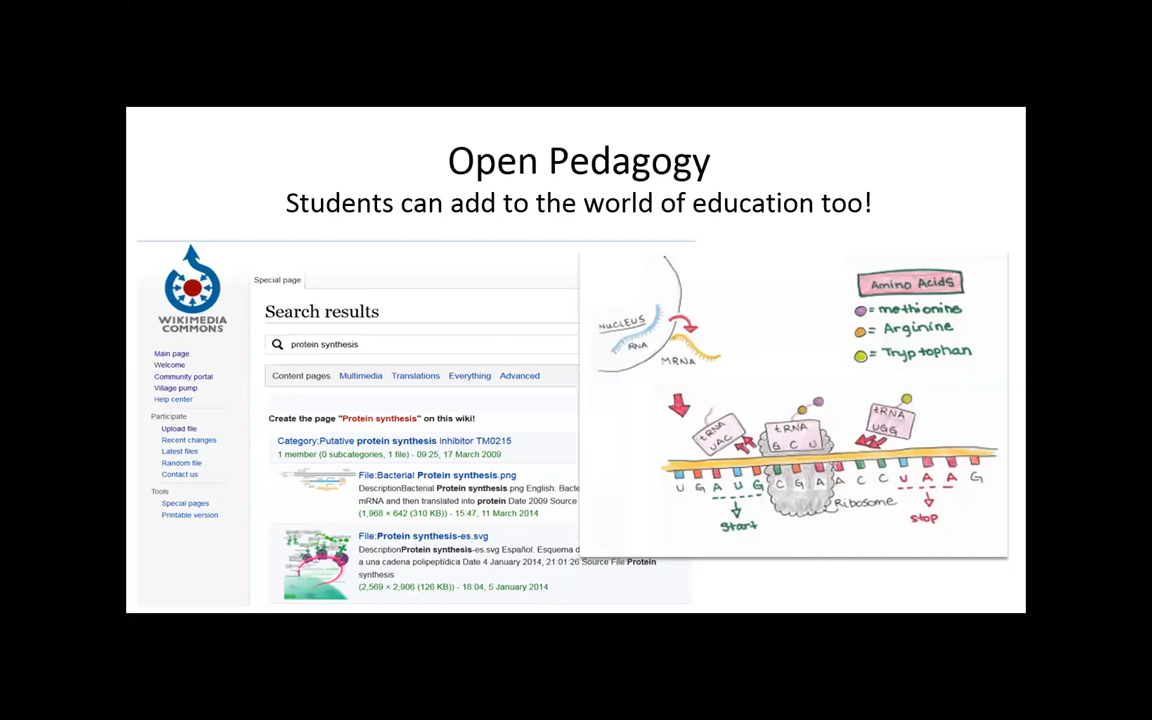 Open Pedagogy
Students can add to the world of education too!
WIKIMEDIA
COMMONS
Main page
Welcome
Community portal
Village pump
Help center
Participate
Upload file
Recent changes
Latest files
Random file
Contact us
Tools
Special pages
Printable version
Special page
Search results
protein synthesis
Content pages Multimedia Translations Everything Advanced
Create the page "Protein synthesis" on this wiki!
Category:Putative protein synthesis inhibitor TM0215
1 member (0 subcategories, 1 file) - 09:25, 17 March 2009
File:Bacterial Protein synthesis.png
DescriptionBacterial Protein synthesis.png English: Bacte
mRNA and then translated into protein Date 2009 Source
(1,968 × 642 (310 KB)) - 15:47, 11 March 2014
File:Protein synthesis-es.svg
DescriptionProtein synthesis-es.svg Español: Esquema d
a una cadena polipeptídica Date 4 January 2014, 21:01:26 Source File:Protein
synthesis
(2,569 × 2,906 (126 KB)) - 18:04, 5 January 2014
NUCLEUS
RNA
MRNA
Amino Acids
= methionine
= Arginine
= Tryptophan
tRNA
UAC
tRNA
G C U
tRNA
UGG
U G A U G C G A A C C U A A G
Ribosome
Start
Stop